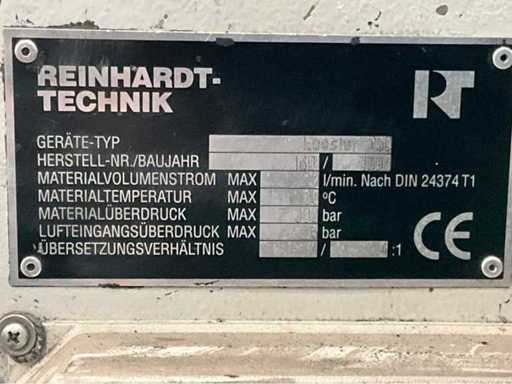 REINHARDT-
TECHNIK
RT
GERÄTE-TYP
HERSTELL-NR./BAUJAHR /
MATERIALVOLUMENSTROM MAX l/min. Nach DIN 24374 T1
MATERIALTEMPERATUR MAX ºC
MATERIALÜBERDRUCK MAX bar
LUFTEINGANGSÜBERDRUCK MAX bar
ÜBERSETZUNGSVERHÄLTNIS / :1
CE